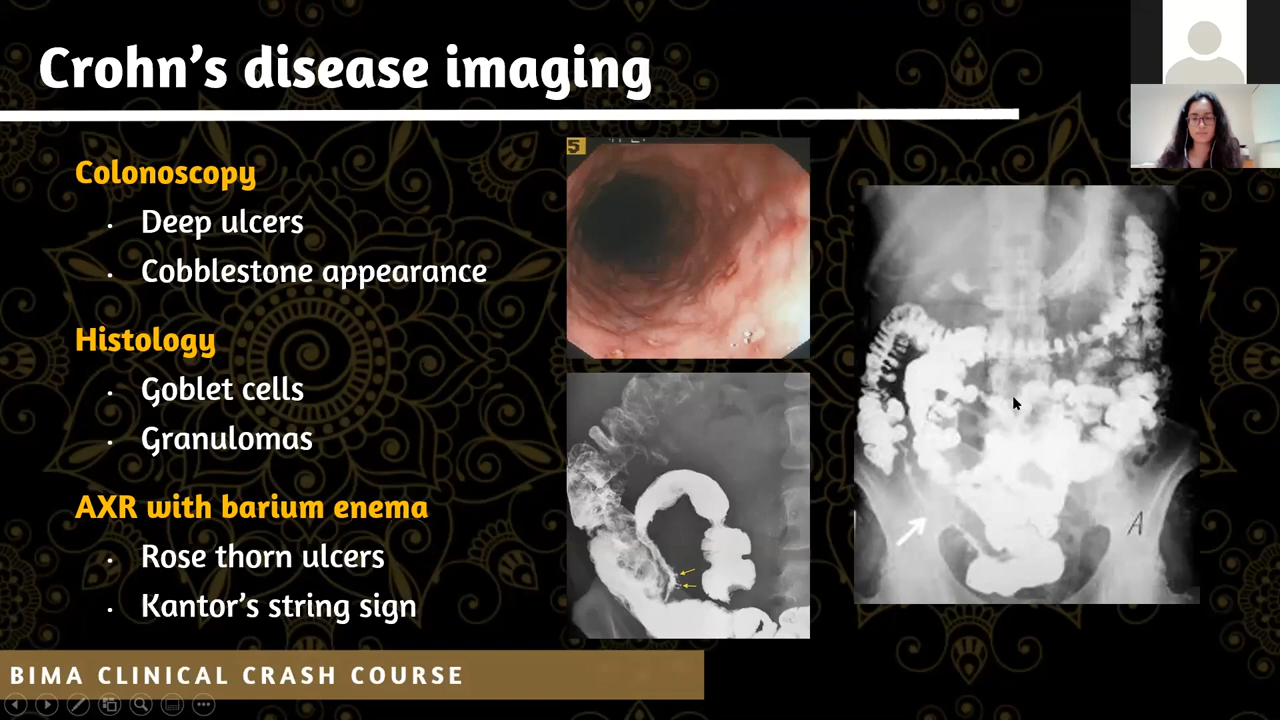 Crohn's disease imaging
Colonoscopy
· Deep ulcers
· Cobblestone appearance
Histology
· Goblet cells
· Granulomas
AXR with barium enema
· Rose thorn ulcers
· Kantor's string sign
5
A
BIMA CLINICAL CRASH COURSE